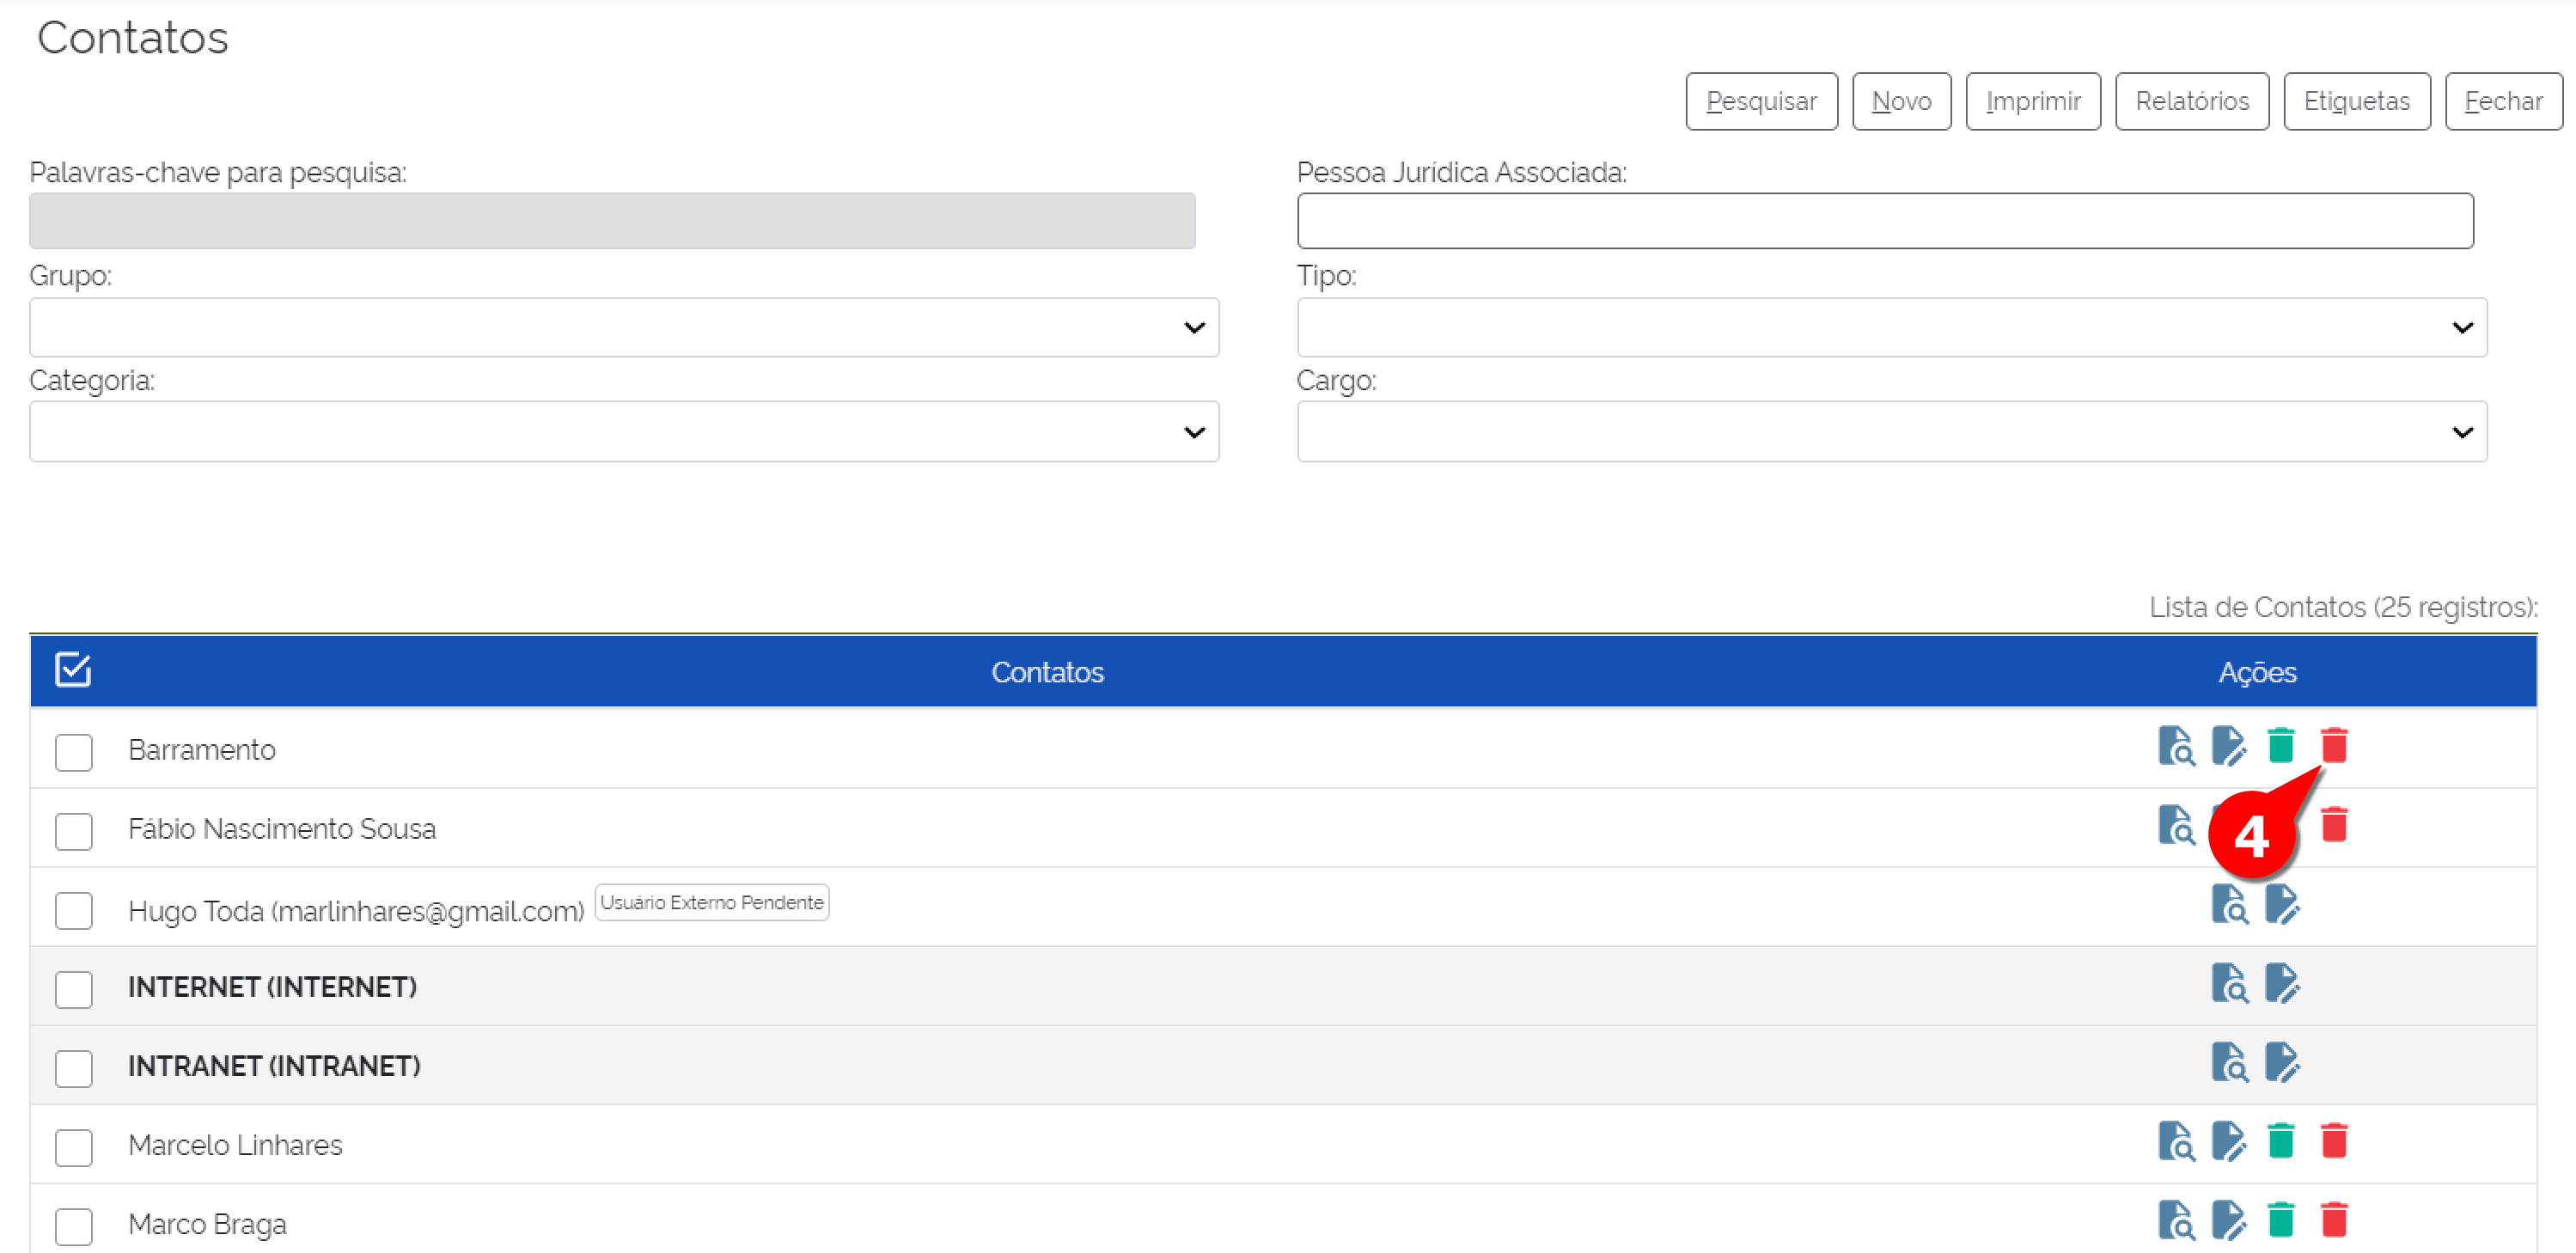 Contatos
Pesquisar Novo Imprimir Relatórios Etiquetas Fechar
Palavras-chave para pesquisa: Pessoa Jurídica Associada:
Grupo: Tipo:
Categoria: Cargo:
Lista de Contatos (25 registros):
Contatos Ações
Barramento
Fábio Nascimento Sousa
4
Hugo Toda (marlinhares@gmail.com) Usuário Externo Pendente
INTERNET (INTERNET)
INTRANET (INTRANET)
Marcelo Linhares
Marco Braga